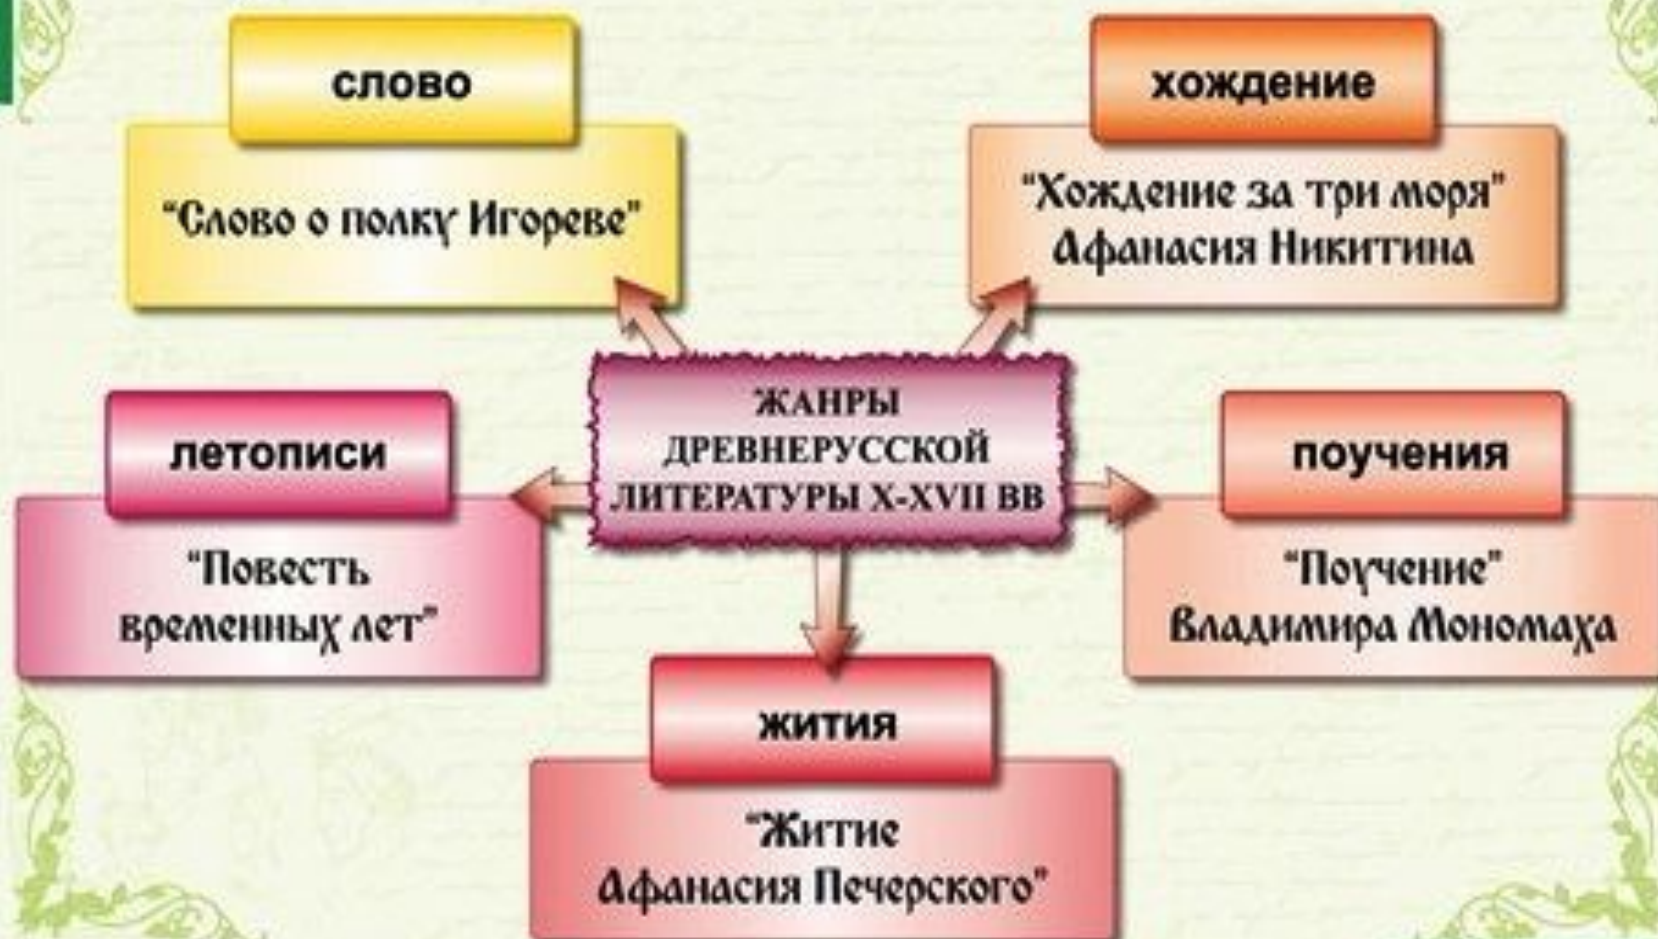 слово
"Слово о полку Игореве"
хождение
"Хождение за три моря"
Афанасия Никитина
ЖАНРЫ
ДРЕВНЕРУССКОЙ
ЛИТЕРАТУРЫ X-XVII ВВ
летописи
"Повесть
временных лет"
поучения
"Поучение"
Владимира Мономаха
жития
"Житие
Афанасия Печерского"